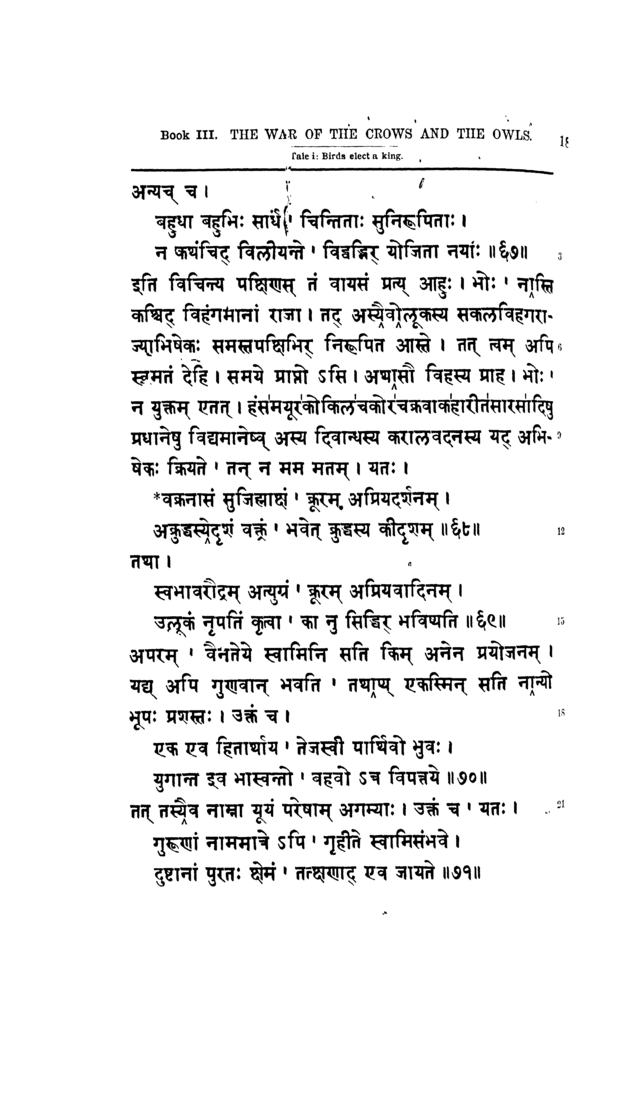 Book III. THE WAR OF THE CROWS AND THE OWLS.
Tale i: Birds elect a king.
अन्यच् च।
बहुधा बहुभिः सार्धं ' चिन्तिताः सुनिरूपिताः।
न कथंचिद् विलीयन्ते ' विद्वद्भिर् योजिता नयाः॥६७॥ 3
इति विचिन्त्य पक्षिणस् तं वायसं प्रत्य् आहुः। भोः ' नास्ति
कश्चिद् विहंगमानां राजा। तद् अस्यैवोलूकस्य सकलविहगरा-
ज्याभिषेकः समस्तपक्षिभिर् निरूपित आस्ते। तत् त्वम् अपि 6
स्वमतं देहि। समये प्राप्तो ऽसि। अथासौ विहस्य प्राह। भोः '
न युक्तम् एतत्। हंसमयूरकोकिलचकोरचक्रवाकहारीतसारसादिषु
प्रधानेषु विद्यमानेष्व् अस्य दिवान्धस्य करालवदनस्य यद् अभि- 9
षेकः क्रियते ' तन् न मम मतम्। यतः।
*वक्रनासं सुजिह्माक्षं ' क्रूरम् अप्रियदर्शनम्।
अक्रुद्धस्येदृशं वक्त्रं ' भवेत् क्रुद्धस्य कीदृशम्॥६८॥ 12
तथा।
स्वभावरौद्रम् अत्युग्रं ' क्रूरम् अप्रियवादिनम्।
उलूकं नृपतिं कृत्वा ' का नु सिद्धिर् भविष्यति॥६९॥ 15
अपरम् ' वैनतेये स्वामिनि सति किम् अनेन प्रयोजनम्।
यद्य् अपि गुणवान् भवति ' तथाप्य् एकस्मिन् सति नान्यो
भूपः प्रशस्तः। उक्तं च। 18
एक एव हितार्थाय ' तेजस्वी पार्थिवो भुवः।
युगान्त इव भास्वन्तो ' बहवो ऽत्र विपत्तये॥७०॥
तत् तस्यैव नाम्ना यूयं परेषाम् अगम्याः। उक्तं च ' यतः। 21
गुरूणां नाममात्रे ऽपि ' गृहीते स्वामिसंभवे।
दुष्टानां पुरतः क्षेमं ' तत्क्षणाद् एव जायते॥७१॥